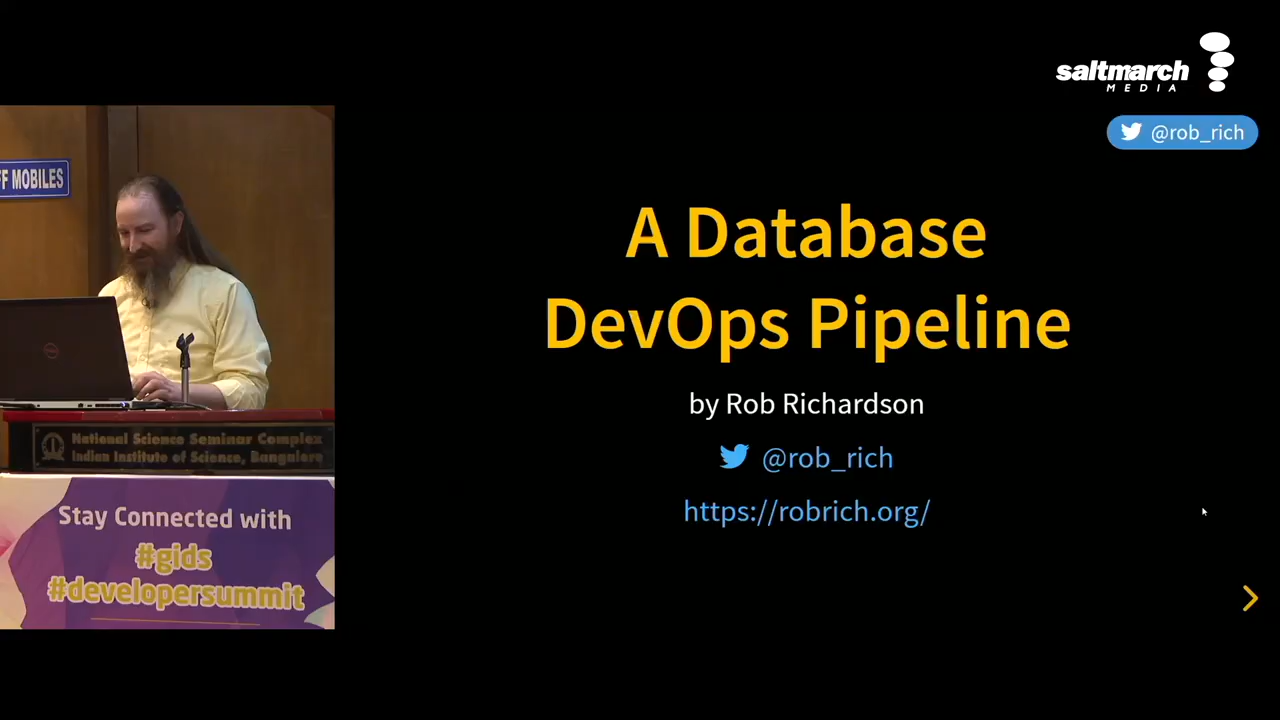 saltmarch
MEDIA
@rob_rich
FF MOBILES
A Database
DevOps Pipeline
by Rob Richardson
@rob_rich
https://robrich.org/
National Science Seminar Complex
Indian Institute of Science, Bangalore
Stay Connected with
#gids
#developersummit